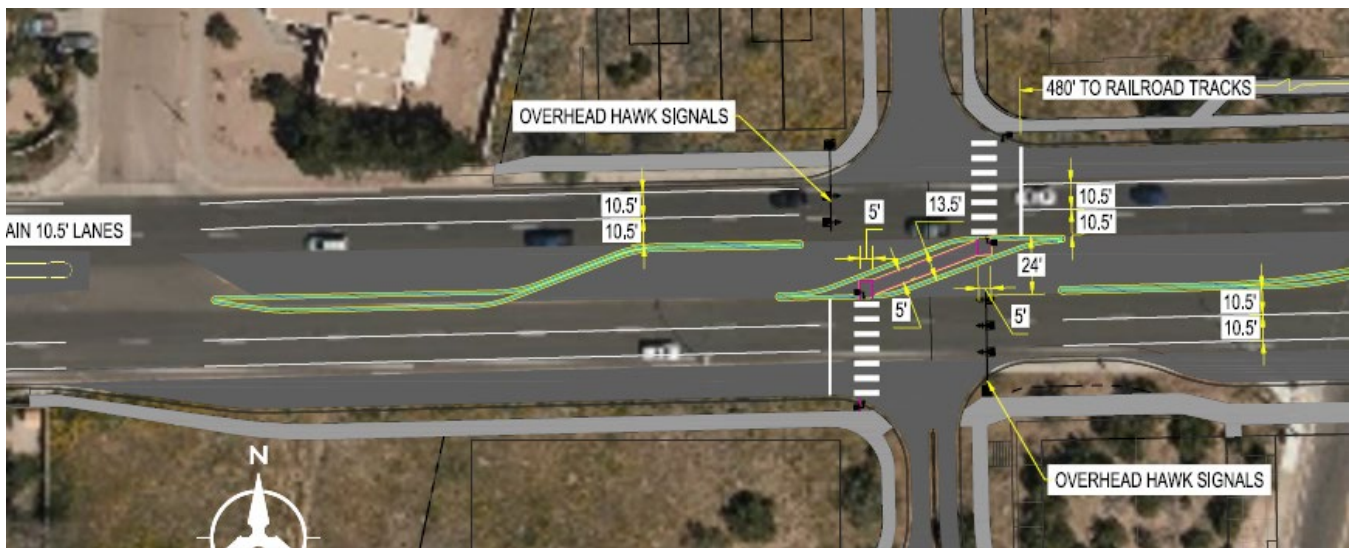 480' TO RAILROAD TRACKS
OVERHEAD HAWK SIGNALS
10.5'
10.5'
5'
13.5'
10.5'
10.5'
AIN 10.5' LANES
24'
5'
5'
10.5'
10.5'
N
OVERHEAD HAWK SIGNALS